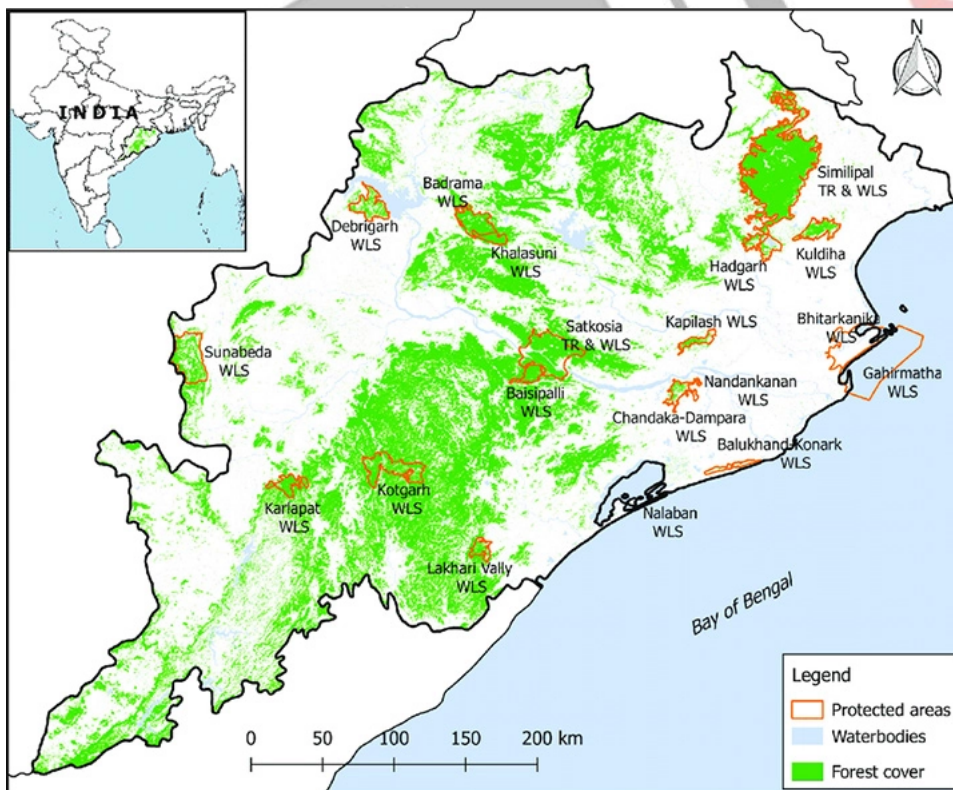 INDIA
N
Similipal
TR & WLS
Badrama
WLS
Debrigarh
WLS
Khalasuni
WLS
Hadgarh
WLS
Kuldiha
WLS
Sunabeda
WLS
Satkosia
TR & WLS
Kapilash WLS
Bhitarkanika
WLS
Gahirmatha
WLS
Baisipalli
WLS
Nandankanan
WLS
Chandaka-Dampara
WLS
Balukhand-Konark
WLS
Karlapat
WLS
Kotgarh
WLS
Nalaban
WLS
Lakhari Vally
WLS
Bay of Bengal
Legend
Protected areas
Waterbodies
Forest cover
0 50 100 150 200 km